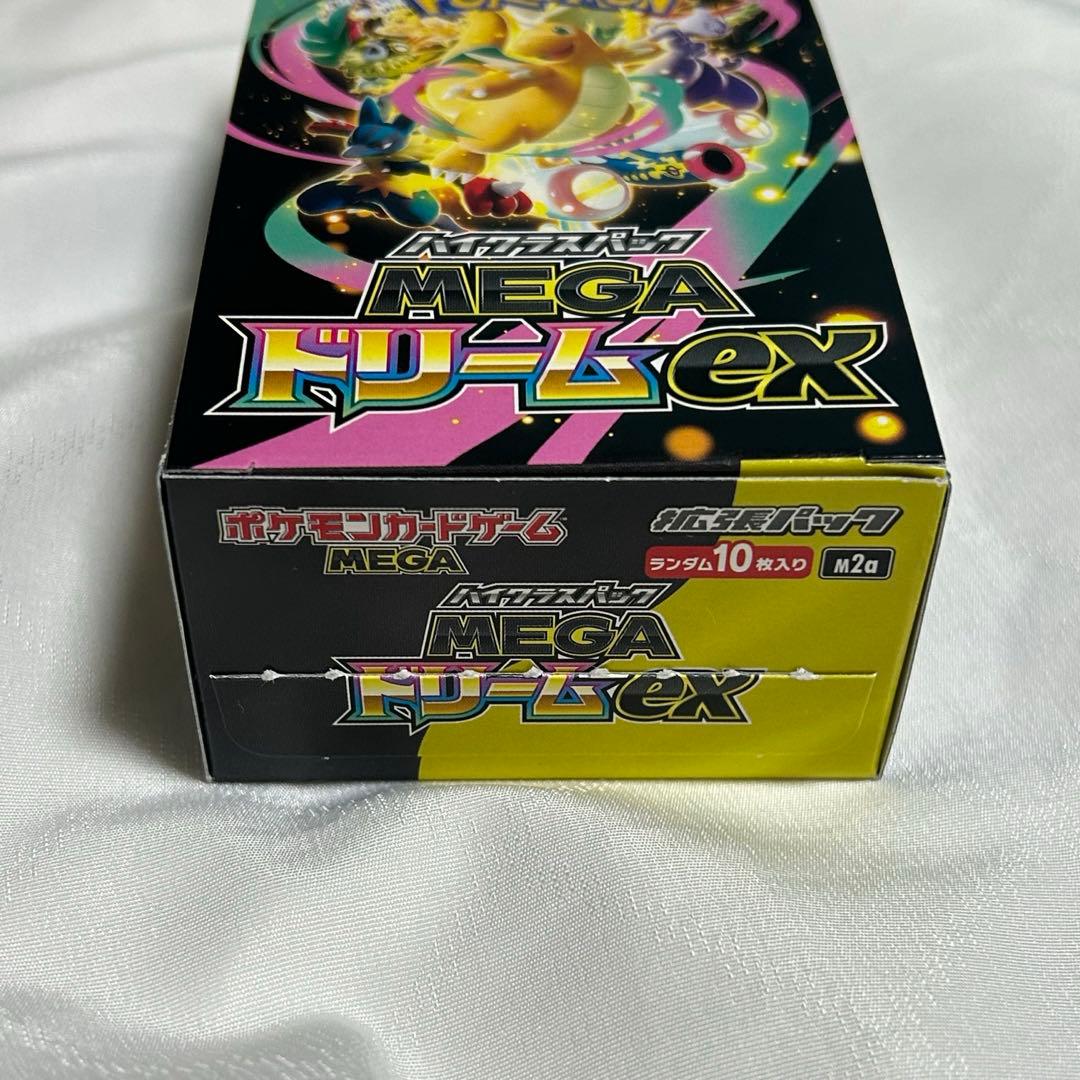 POKÉMON
ハイクラスパック
MEGA
ドリームex
ポケモンカードゲーム
MEGA
拡張パック
ランダム10枚入り
M2a
ハイクラスパック
MEGA
ドリームex